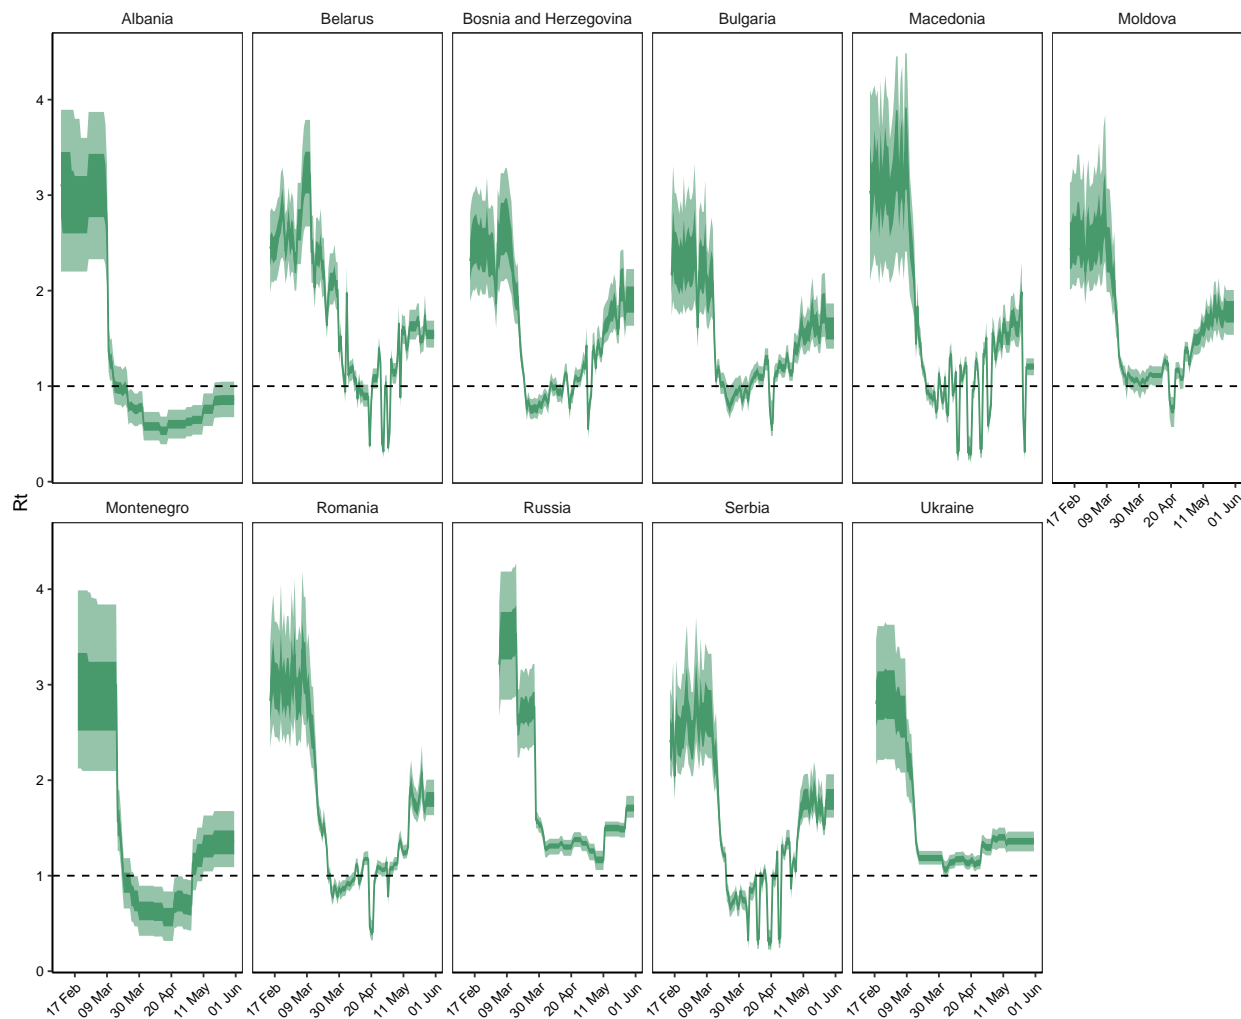 Albania
Belarus
Bosnia and Herzegovina
Bulgaria
Macedonia
Moldova
4
3
2
1
0
17 Feb
09 Mar
30 Mar
20 Apr
11 May
01 Jun
Rt
Montenegro
Romania
Russia
Serbia
Ukraine
4
3
2
1
0
17 Feb
09 Mar
30 Mar
20 Apr
11 May
01 Jun
17 Feb
09 Mar
30 Mar
20 Apr
11 May
01 Jun
17 Feb
09 Mar
30 Mar
20 Apr
11 May
01 Jun
17 Feb
09 Mar
30 Mar
20 Apr
11 May
01 Jun
17 Feb
09 Mar
30 Mar
20 Apr
11 May
01 Jun